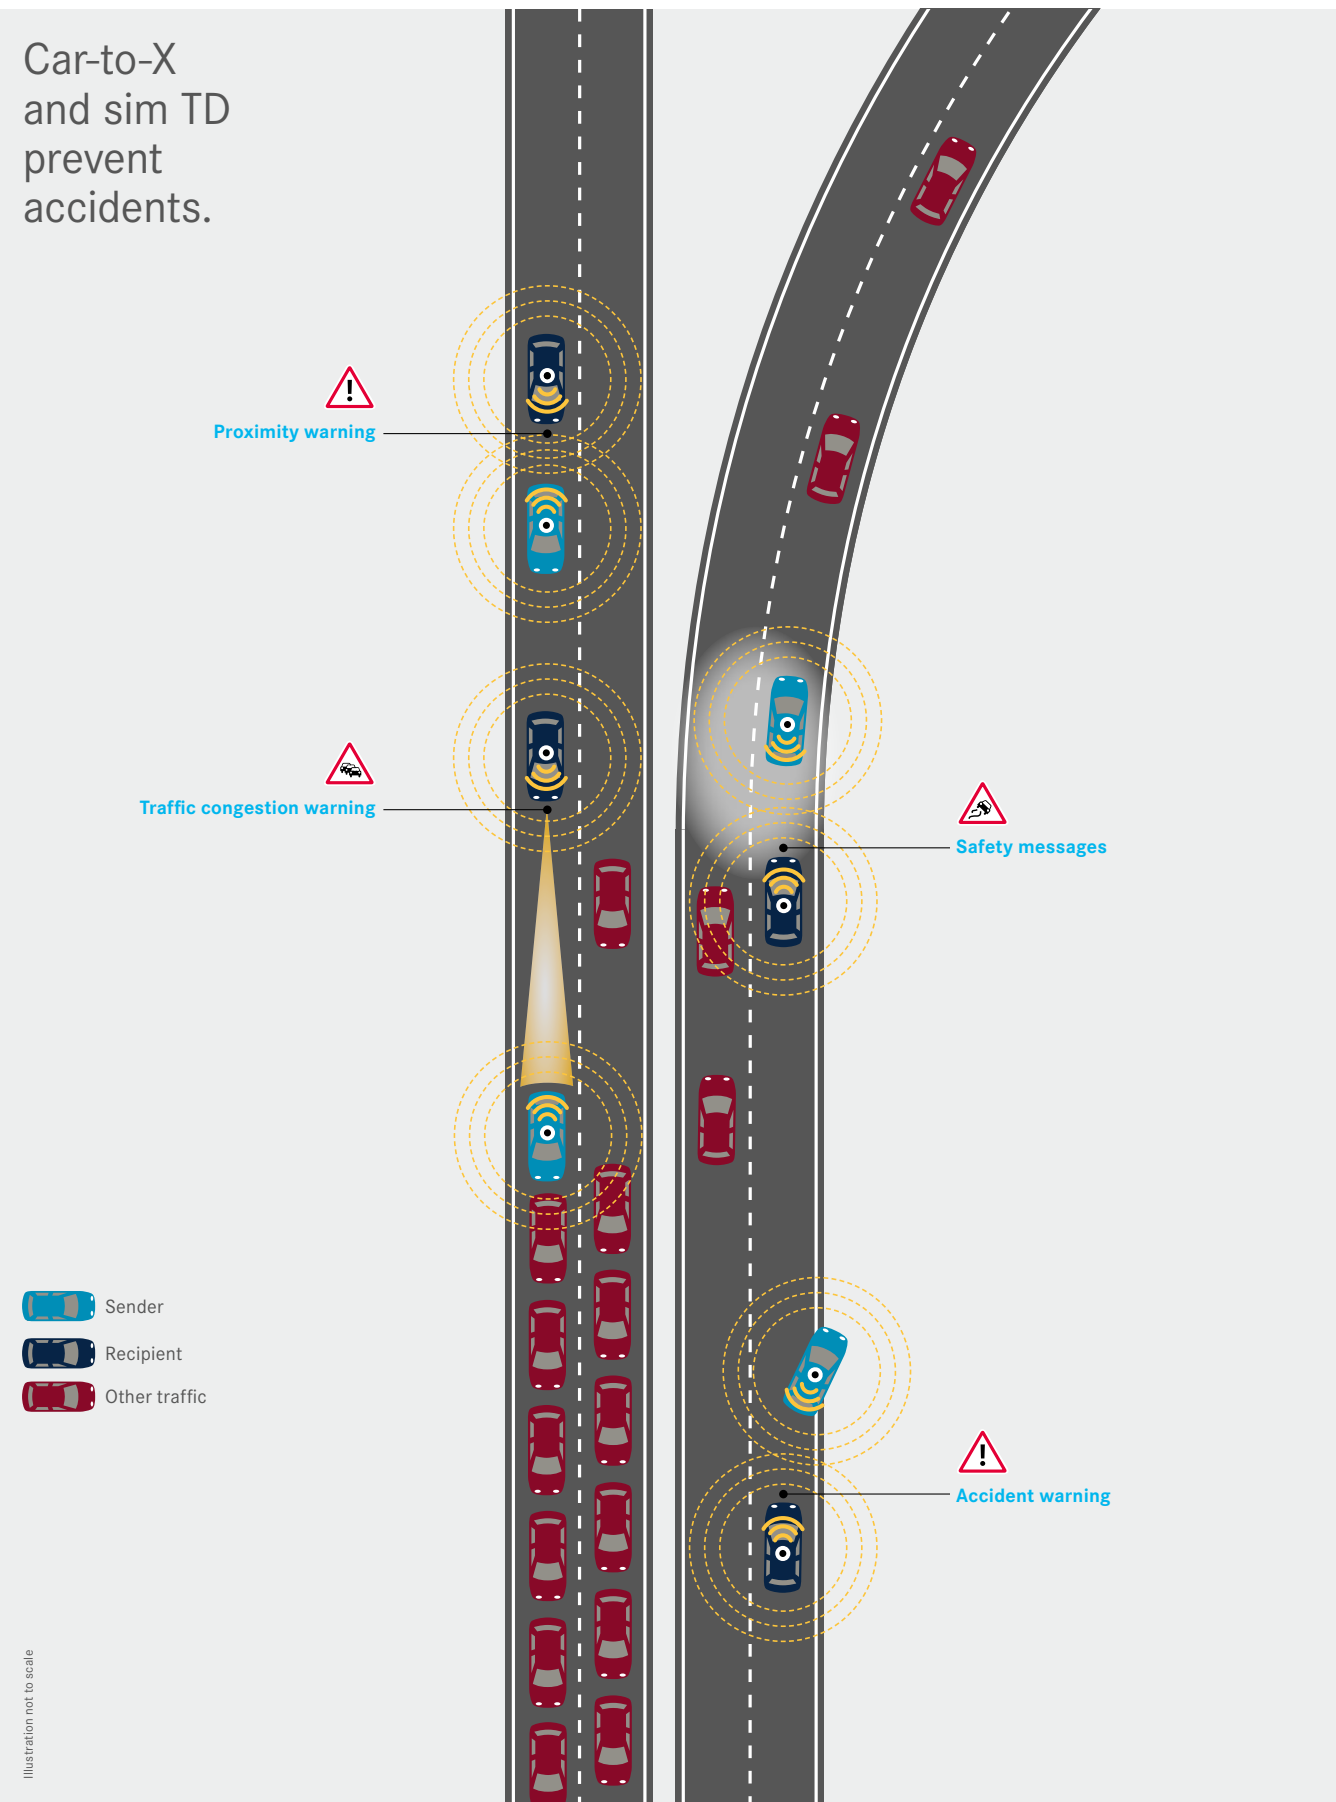 Car-to-X
and sim TD
prevent
accidents.
!
Proximity warning
Traffic congestion warning
Safety messages
Sender
Recipient
Other traffic
!
Accident warning
Illustration not to scale